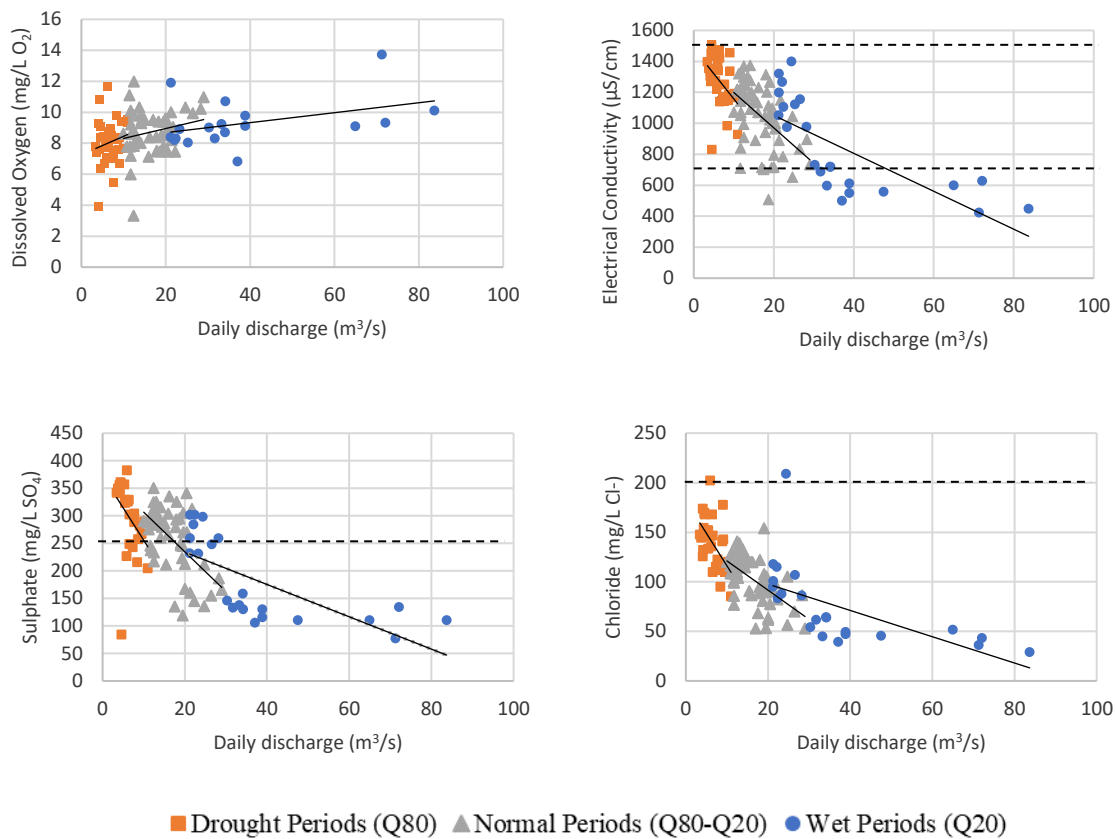 Dissolved Oxygen (mg/L O₂)
16
14
12
10
8
6
4
2
0
0 20 40 60 80 100
Daily discharge (m³/s)
Electrical Conductivity (µS/cm)
1600
1400
1200
1000
800
600
400
200
0
0 20 40 60 80 100
Daily discharge (m³/s)
Sulphate (mg/L SO₄)
450
400
350
300
250
200
150
100
50
0
0 20 40 60 80 100
Daily discharge (m³/s)
Chloride (mg/L Cl-)
250
200
150
100
50
0
0 20 40 60 80 100
Daily discharge (m³/s)
Drought Periods (Q80) Normal Periods (Q80-Q20) Wet Periods (Q20)